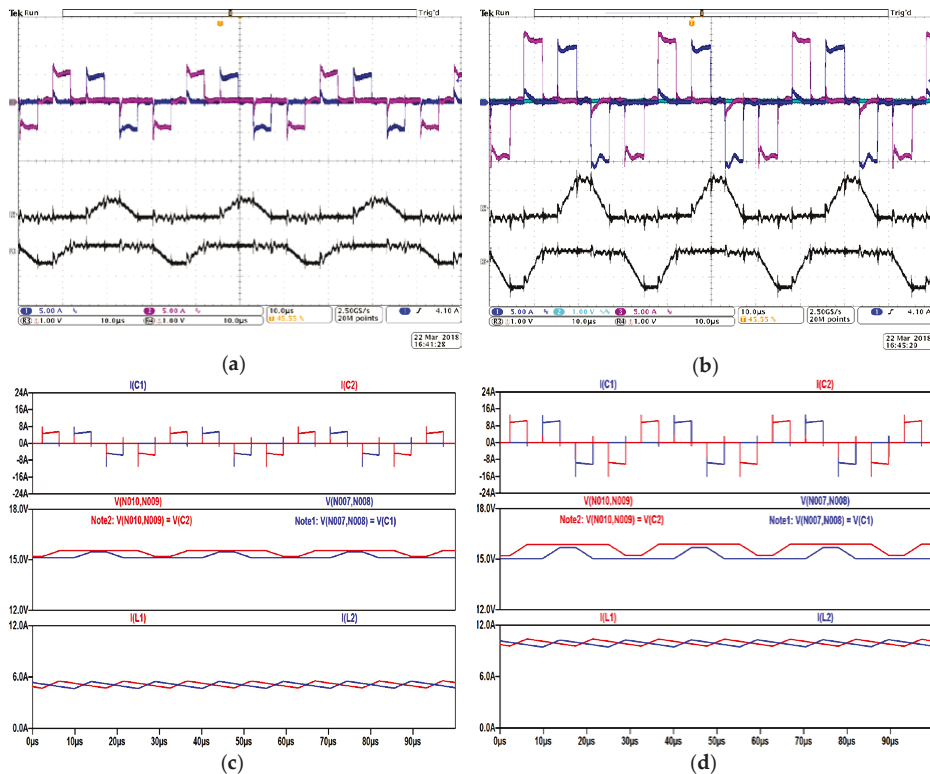 Tek Run Trig'd
1 5.00 A 3 5.00 A 10.0µs 2.50GS/s 1 4.10 A
R3 1.00 V 10.0µs R4 1.00 V 10.0µs 45.55 % 20M points
22 Mar 2018
16:41:28
(a)
Tek Run Trig'd
1 5.00 A 2 1.00 V 3 5.00 A 10.0µs 2.50GS/s 1 4.10 A
R3 1.00 V 10.0µs R4 1.00 V 10.0µs 45.55 % 20M points
22 Mar 2018
16:45:29
(b)
I(C1) I(C2)
24A
16A
8A
0A
-8A
-16A
-24A
V(N010,N009) V(N007,N008)
18.0V
Note2: V(N010,N009) = V(C2) Note1: V(N007,N008) = V(C1)
15.0V
12.0V
I(L1) I(L2)
12.0A
6.0A
0.0A
0µs 10µs 20µs 30µs 40µs 50µs 60µs 70µs 80µs 90µs
(c)
I(C1) I(C2)
24A
16A
8A
0A
-8A
-16A
-24A
V(N010,N009) V(N007,N008)
18.0V
Note2: V(N010,N009) = V(C2) Note1: V(N007,N008) = V(C1)
15.0V
12.0V
I(L1) I(L2)
12.0A
6.0A
0.0A
0µs 10µs 20µs 30µs 40µs 50µs 60µs 70µs 80µs 90µs
(d)